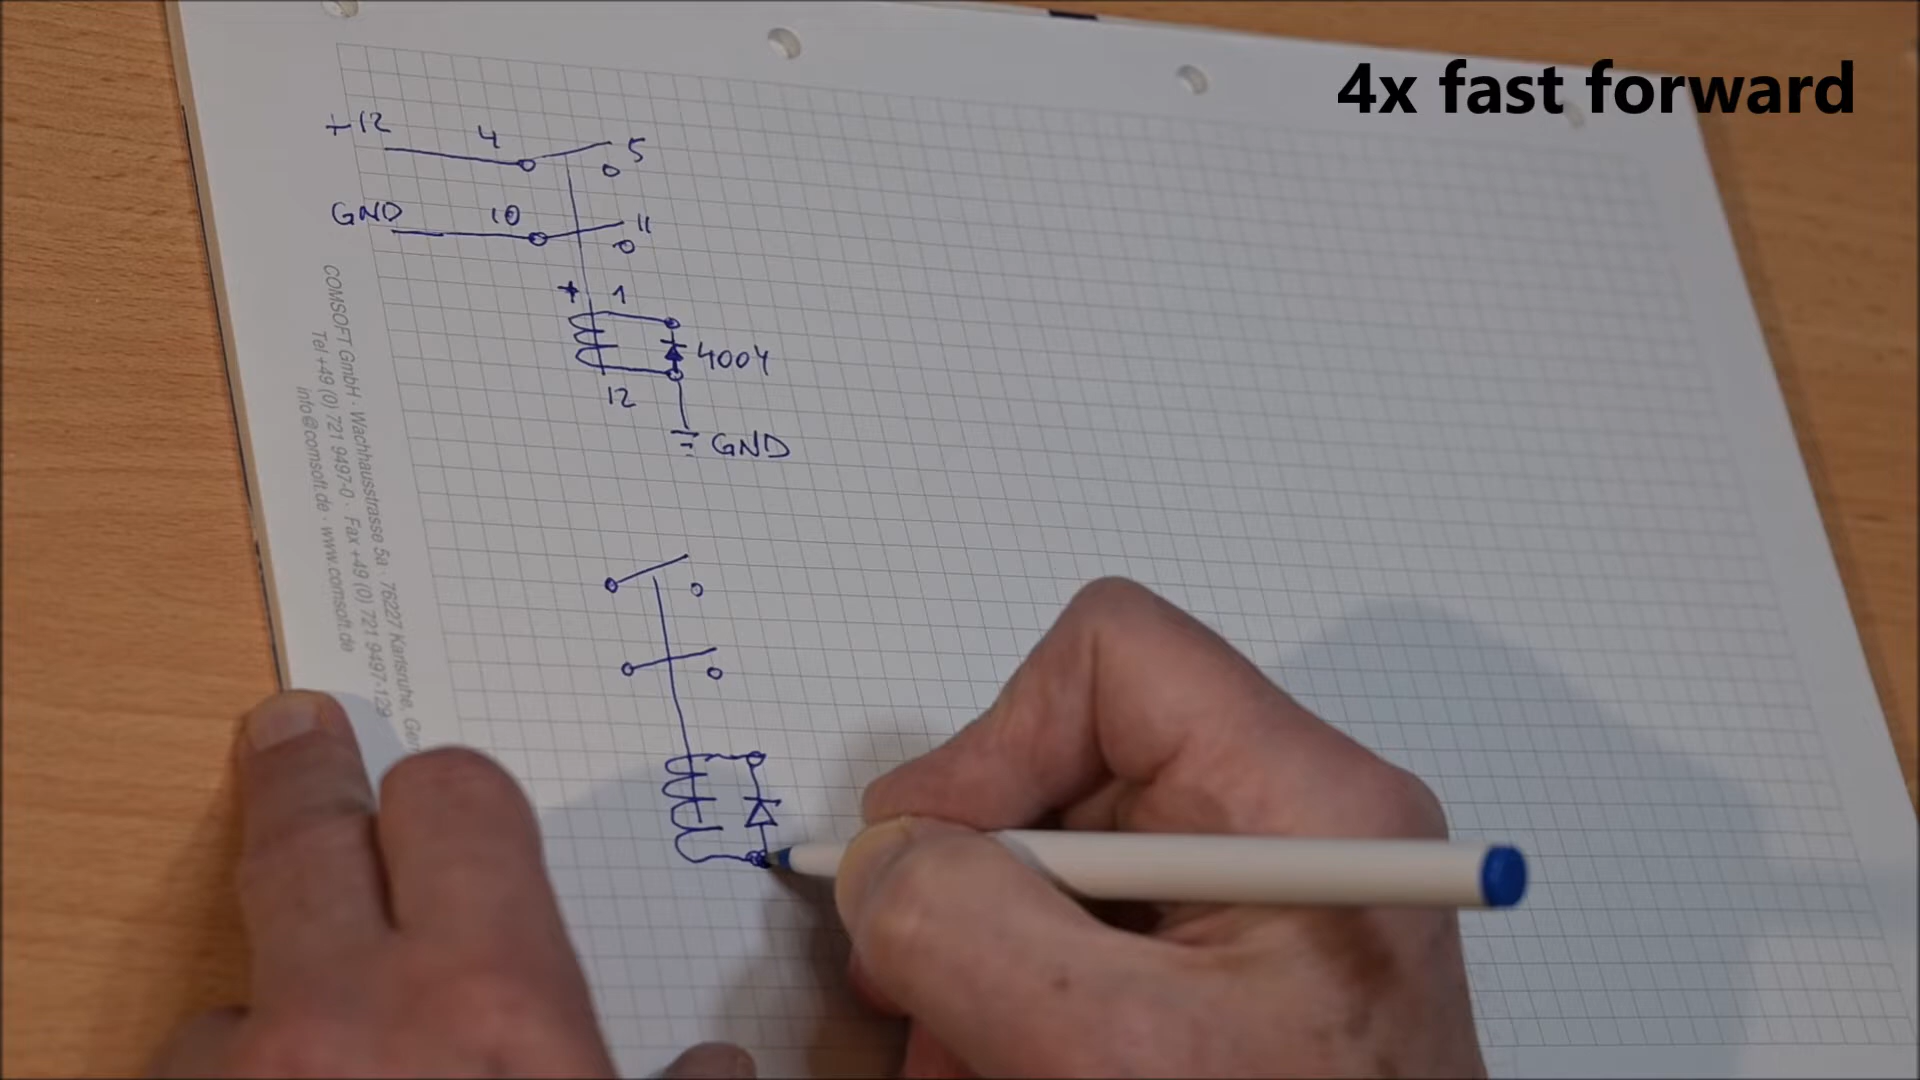 4x fast forward
+12
4
5
GND
10
11
+
1
4004
12
GND
COMSOFT GmbH · Wachhausstrasse 5a · 76227 Karlsruhe, Ger
Tel +49 (0) 721 9497-0 · Fax +49 (0) 721 9497-129
info@comsoft.de · www.comsoft.de